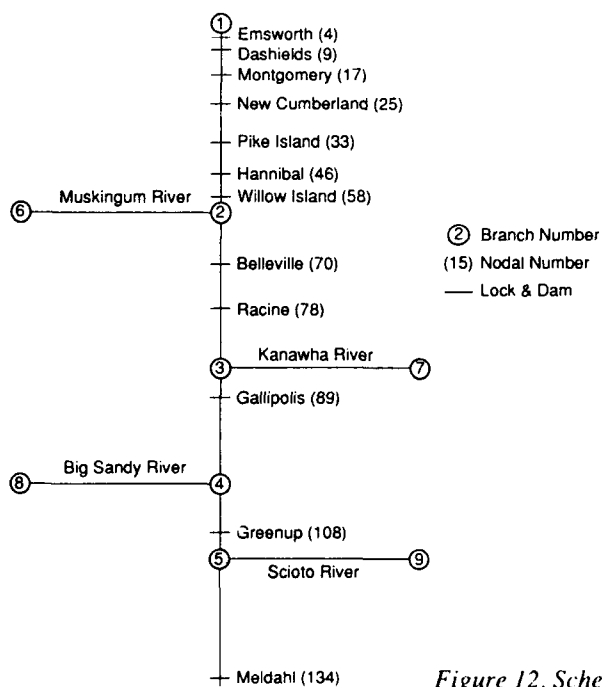 1
Emsworth (4)
Dashields (9)
Montgomery (17)
New Cumberland (25)
Pike Island (33)
Hannibal (46)
6 Muskingum River Willow Island (58)
2
2 Branch Number
Belleville (70)
(15) Nodal Number
Lock & Dam
Racine (78)
Kanawha River
3 7
Gallipolis (89)
Big Sandy River
8 4
Greenup (108)
5 9
Scioto River
Meldahl (134)
Figure 12. Sche